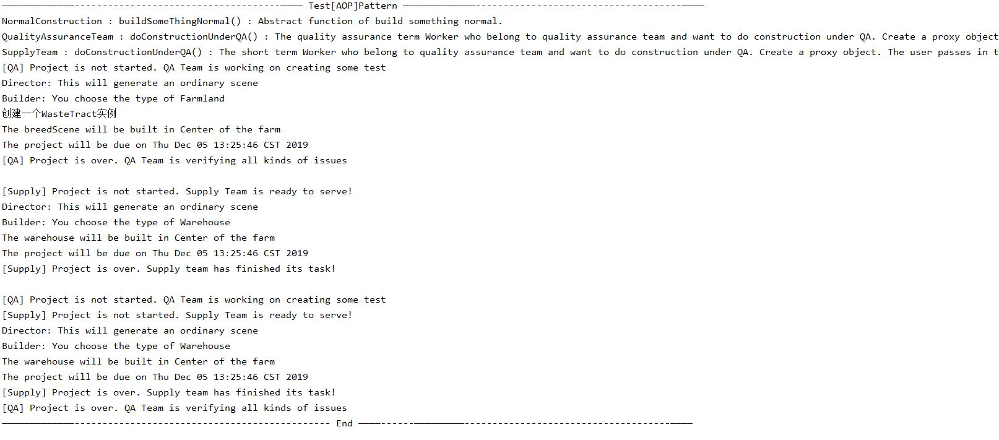 —————————————----------------------------------------———— Test[AOP]Pattern —————————————-------------------------------------————
NormalConstruction : buildSomeThingNormal() : Abstract function of build something normal.
QualityAssuranceTeam : doConstructionUnderQA() : The quality assurance term Worker who belong to quality assurance team and want to do construction under QA. Create a proxy object
SupplyTeam : doConstructionUnderQA() : The short term Worker who belong to quality assurance team and want to do construction under QA. Create a proxy object. The user passes in t
[QA] Project is not started. QA Team is working on creating some test
Director: This will generate an ordinary scene
Builder: You choose the type of Farmland
创建一个WasteTract实例
The breedScene will be built in Center of the farm
The project will be due on Thu Dec 05 13:25:46 CST 2019
[QA] Project is over. QA Team is verifying all kinds of issues

[Supply] Project is not started. Supply Team is ready to serve!
Director: This will generate an ordinary scene
Builder: You choose the type of Warehouse
The warehouse will be built in Center of the farm
The project will be due on Thu Dec 05 13:25:46 CST 2019
[Supply] Project is over. Supply team has finished its task!

[QA] Project is not started. QA Team is working on creating some test
[Supply] Project is not started. Supply Team is ready to serve!
Director: This will generate an ordinary scene
Builder: You choose the type of Warehouse
The warehouse will be built in Center of the farm
The project will be due on Thu Dec 05 13:25:46 CST 2019
[Supply] Project is over. Supply team has finished its task!
[QA] Project is over. QA Team is verifying all kinds of issues
—————————————---------------------------------------------- End ————------—————————-------------------------------------————